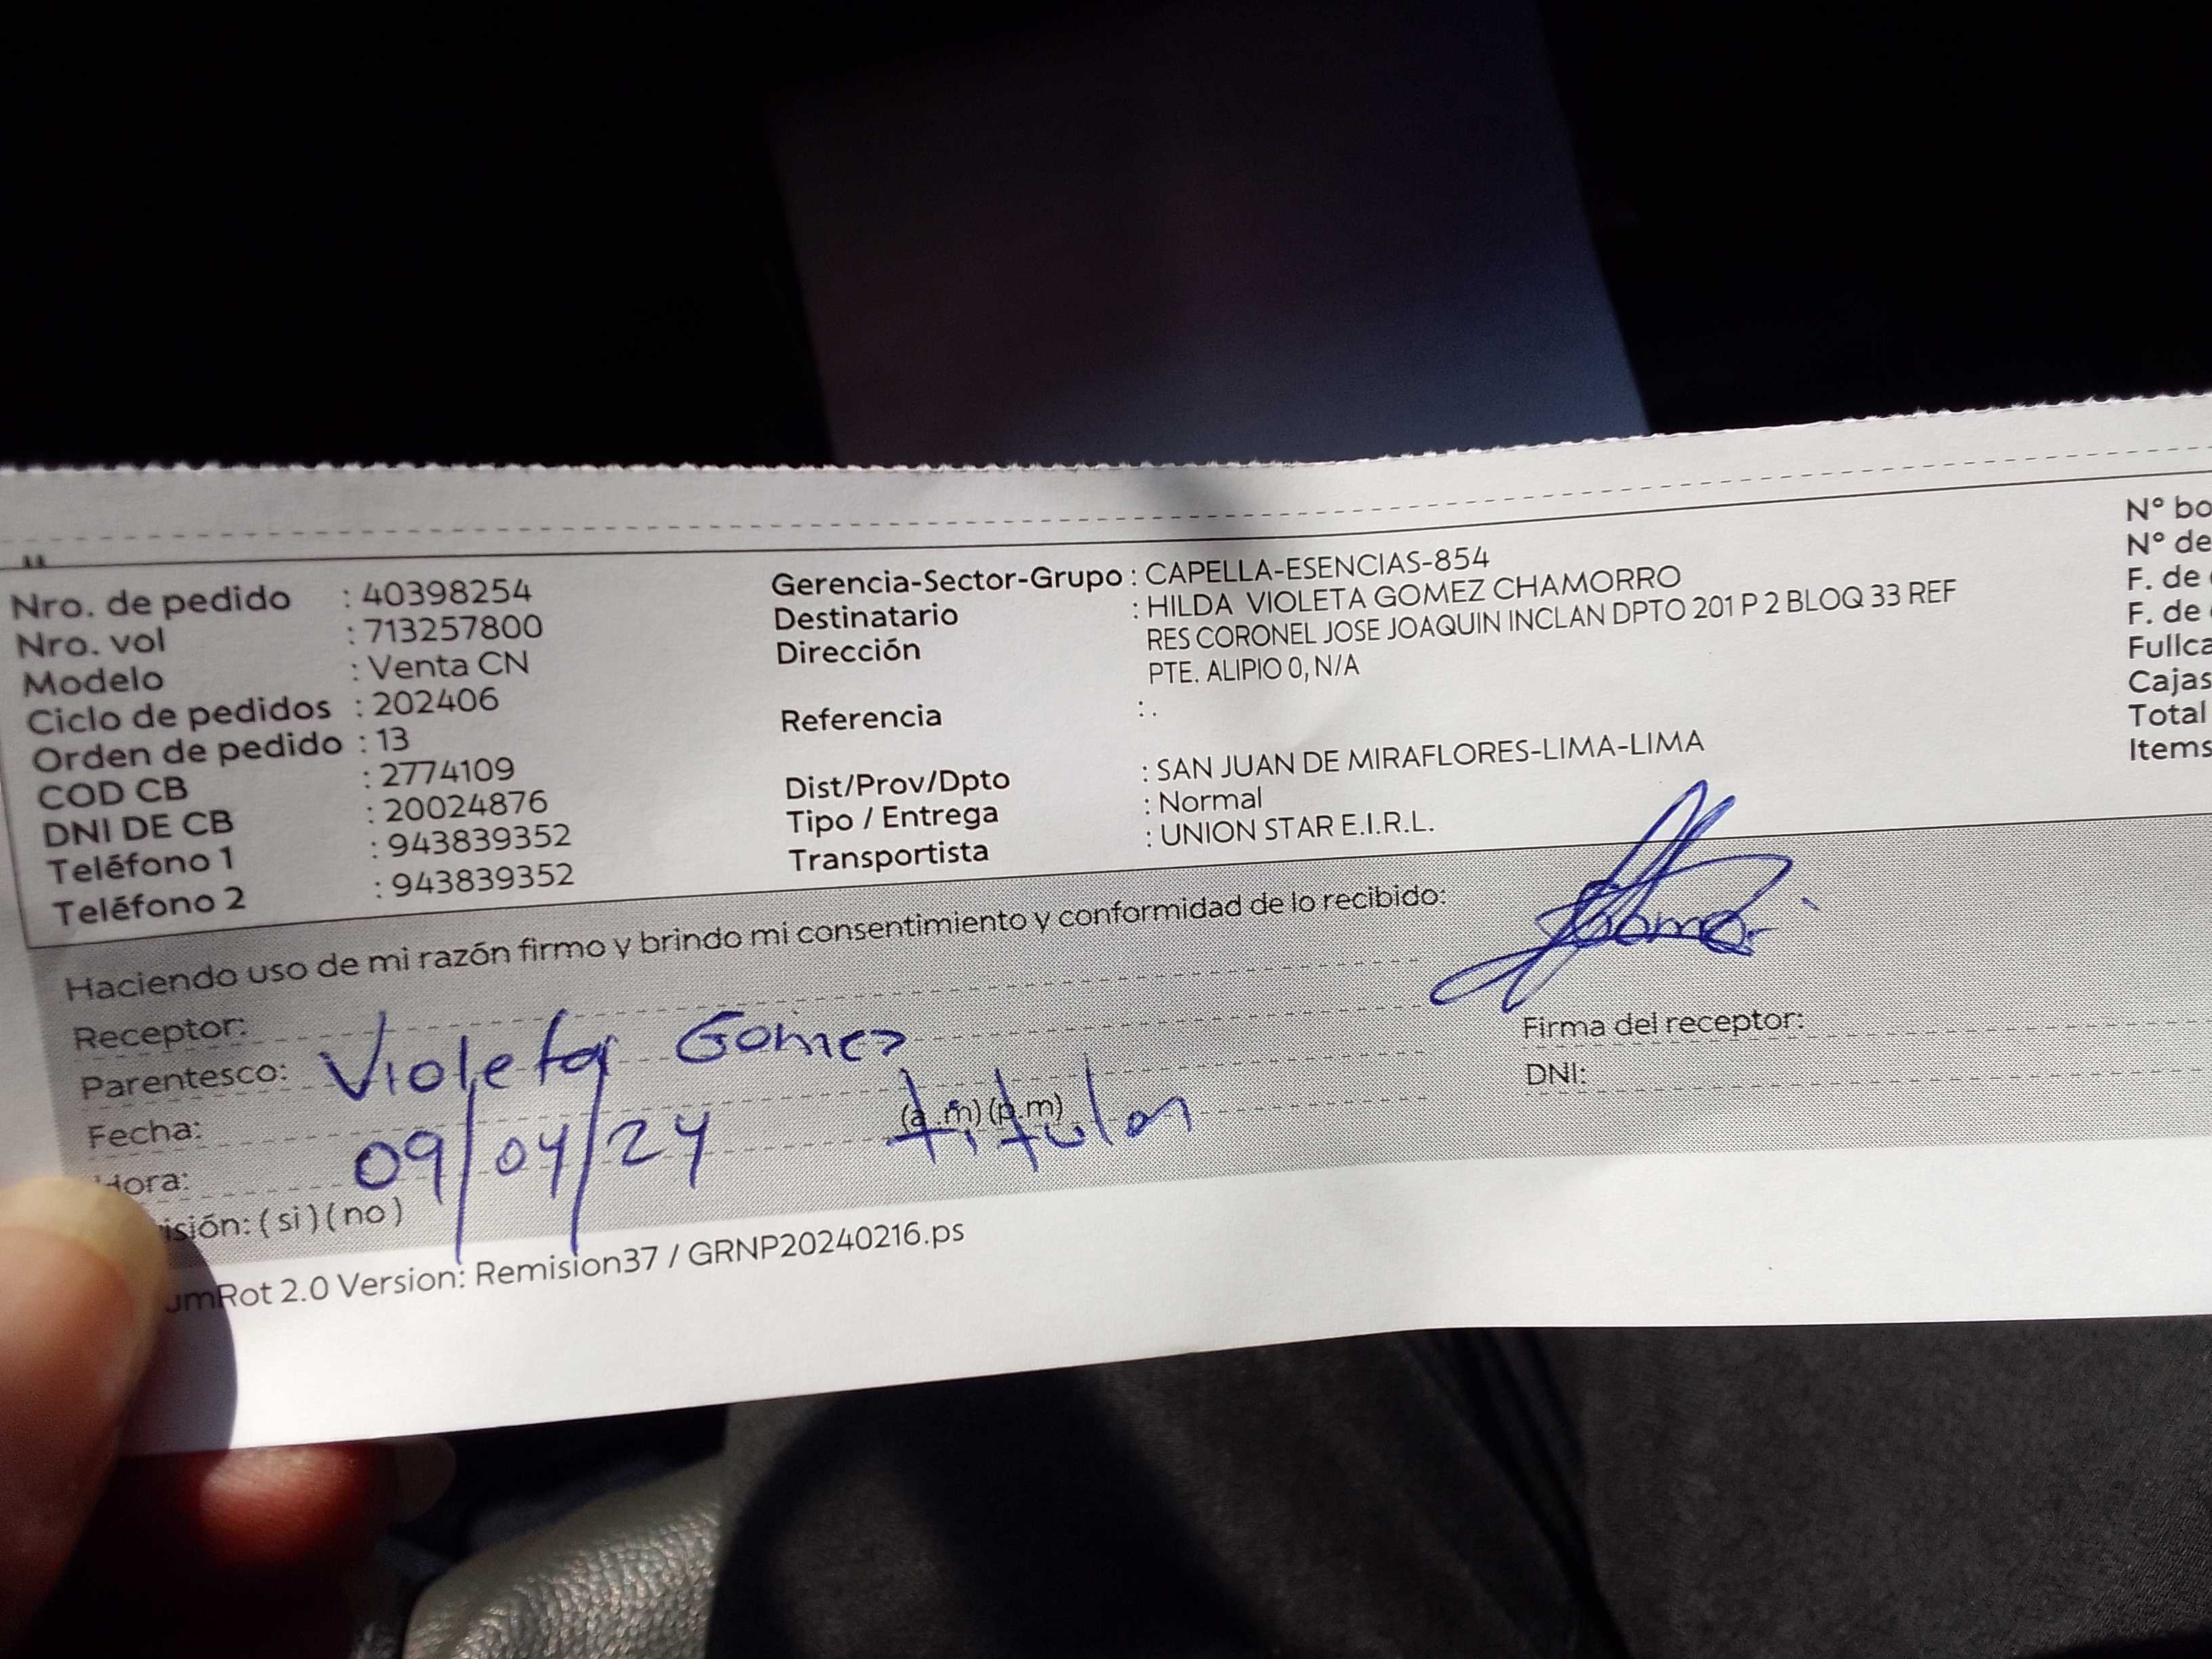 Nro. de pedido : 40398254
Nro. vol : 713257800
Modelo : Venta CN
Ciclo de pedidos : 202406
Orden de pedido : 13
COD CB : 2774109
DNI DE CB : 20024876
Teléfono 1 : 943839352
Teléfono 2 : 943839352
Gerencia-Sector-Grupo : CAPELLA-ESENCIAS-854
Destinatario : HILDA VIOLETA GOMEZ CHAMORRO
Dirección RES CORONEL JOSE JOAQUIN INCLAN DPTO 201 P 2 BLOQ 33 REF
PTE. ALIPIO 0, N/A
Referencia : .
Dist/Prov/Dpto : SAN JUAN DE MIRAFLORES-LIMA-LIMA
Tipo / Entrega : Normal
Transportista : UNION STAR E.I.R.L.
N° bo
N° de
F. de
F. de
Fullca
Cajas
Total
Items
Haciendo uso de mi razón firmo y brindo mi consentimiento y conformidad de lo recibido:
Receptor:
Parentesco: Violeta Gomez
Fecha: (a.m) (p.m) titular
Hora: 09/04/24
isión: ( si ) ( no )
Firma del receptor:
DNI:
umRot 2.0 Version: Remision37 / GRNP20240216.ps